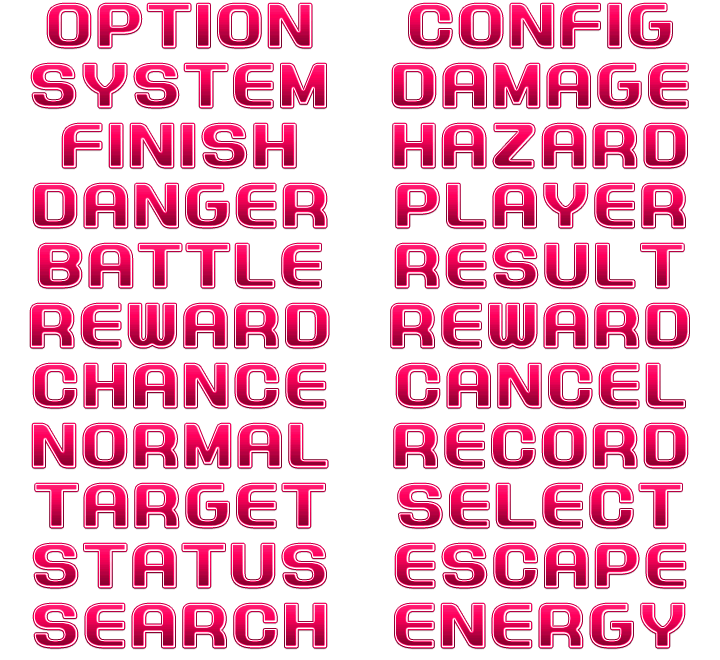 OPTION CONFIG
SYSTEM DAMAGE
FINISH HAZARD
DANGER PLAYER
BATTLE RESULT
REWARD REWARD
CHANCE CANCEL
NORMAL RECORD
TARGET SELECT
STATUS ESCAPE
SEARCH ENERGY